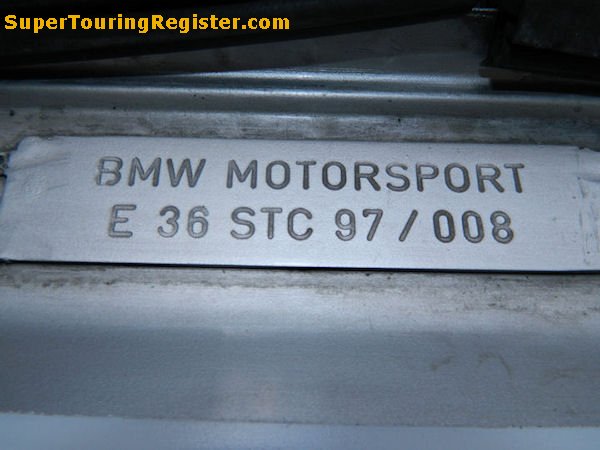 SuperTouringRegister.com
BMW MOTORSPORT
E 36 STC 97 / 008